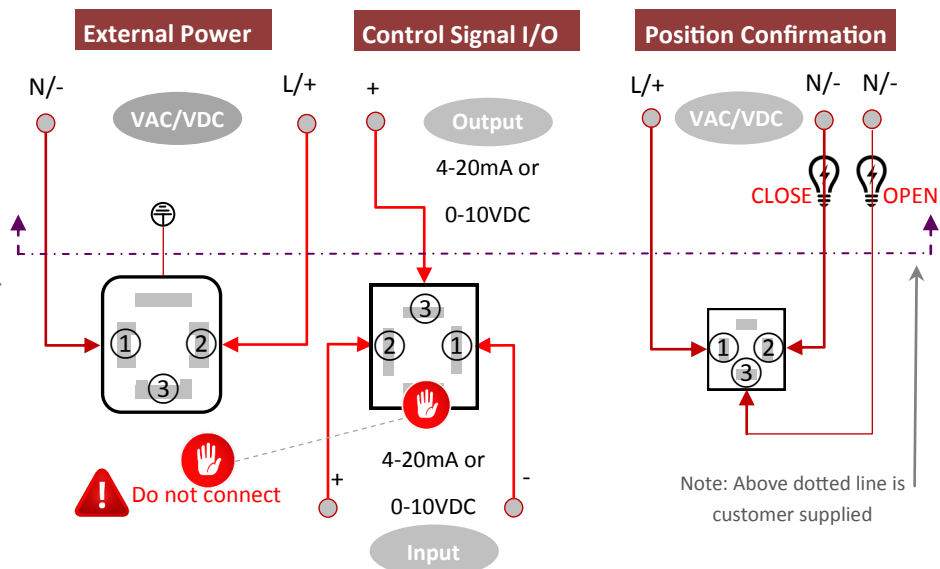 External Power
Control Signal I/O
Position Confirmation
N/-
L/+
+
L/+
N/-
N/-
VAC/VDC
Output
VAC/VDC
4-20mA or
0-10VDC
CLOSE
OPEN
1
2
3
3
2
1
1
2
3
4-20mA or
0-10VDC
+
-
Input
! Do not connect
Note: Above dotted line is
customer supplied